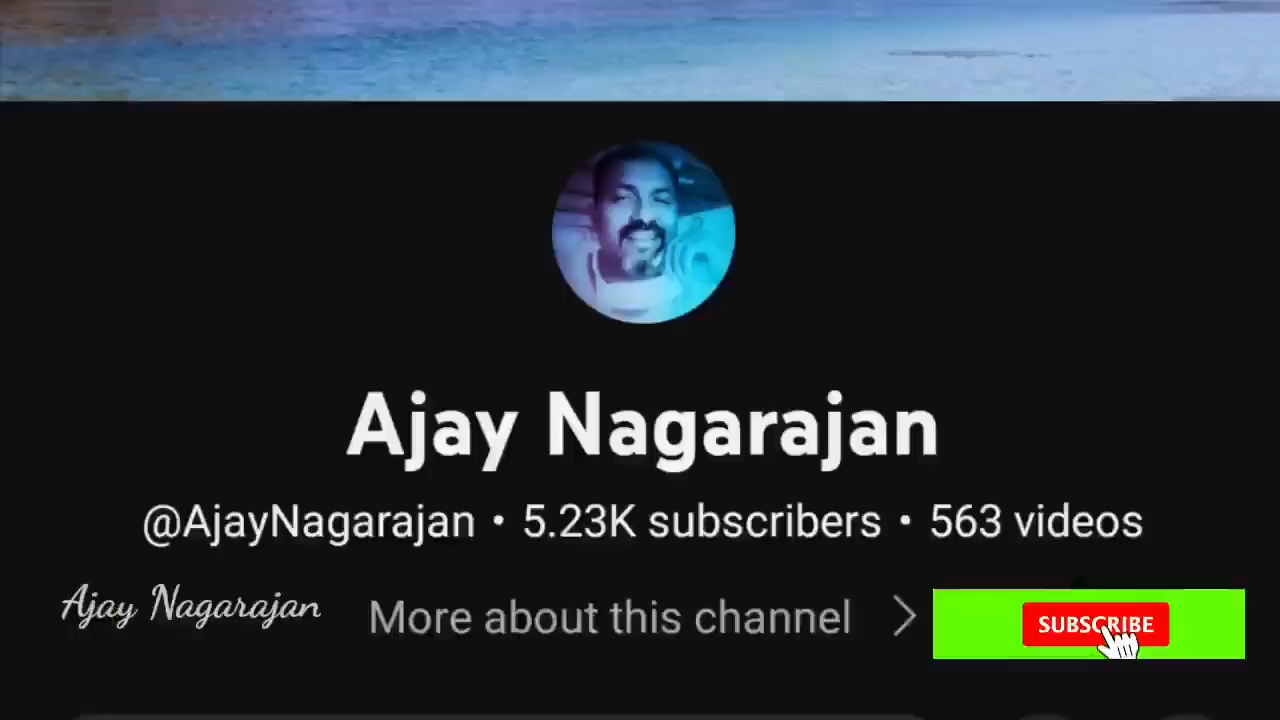 Ajay Nagarajan
@AjayNagarajan • 5.23K subscribers • 563 videos
Ajay Nagarajan More about this channel > SUBSCRIBE